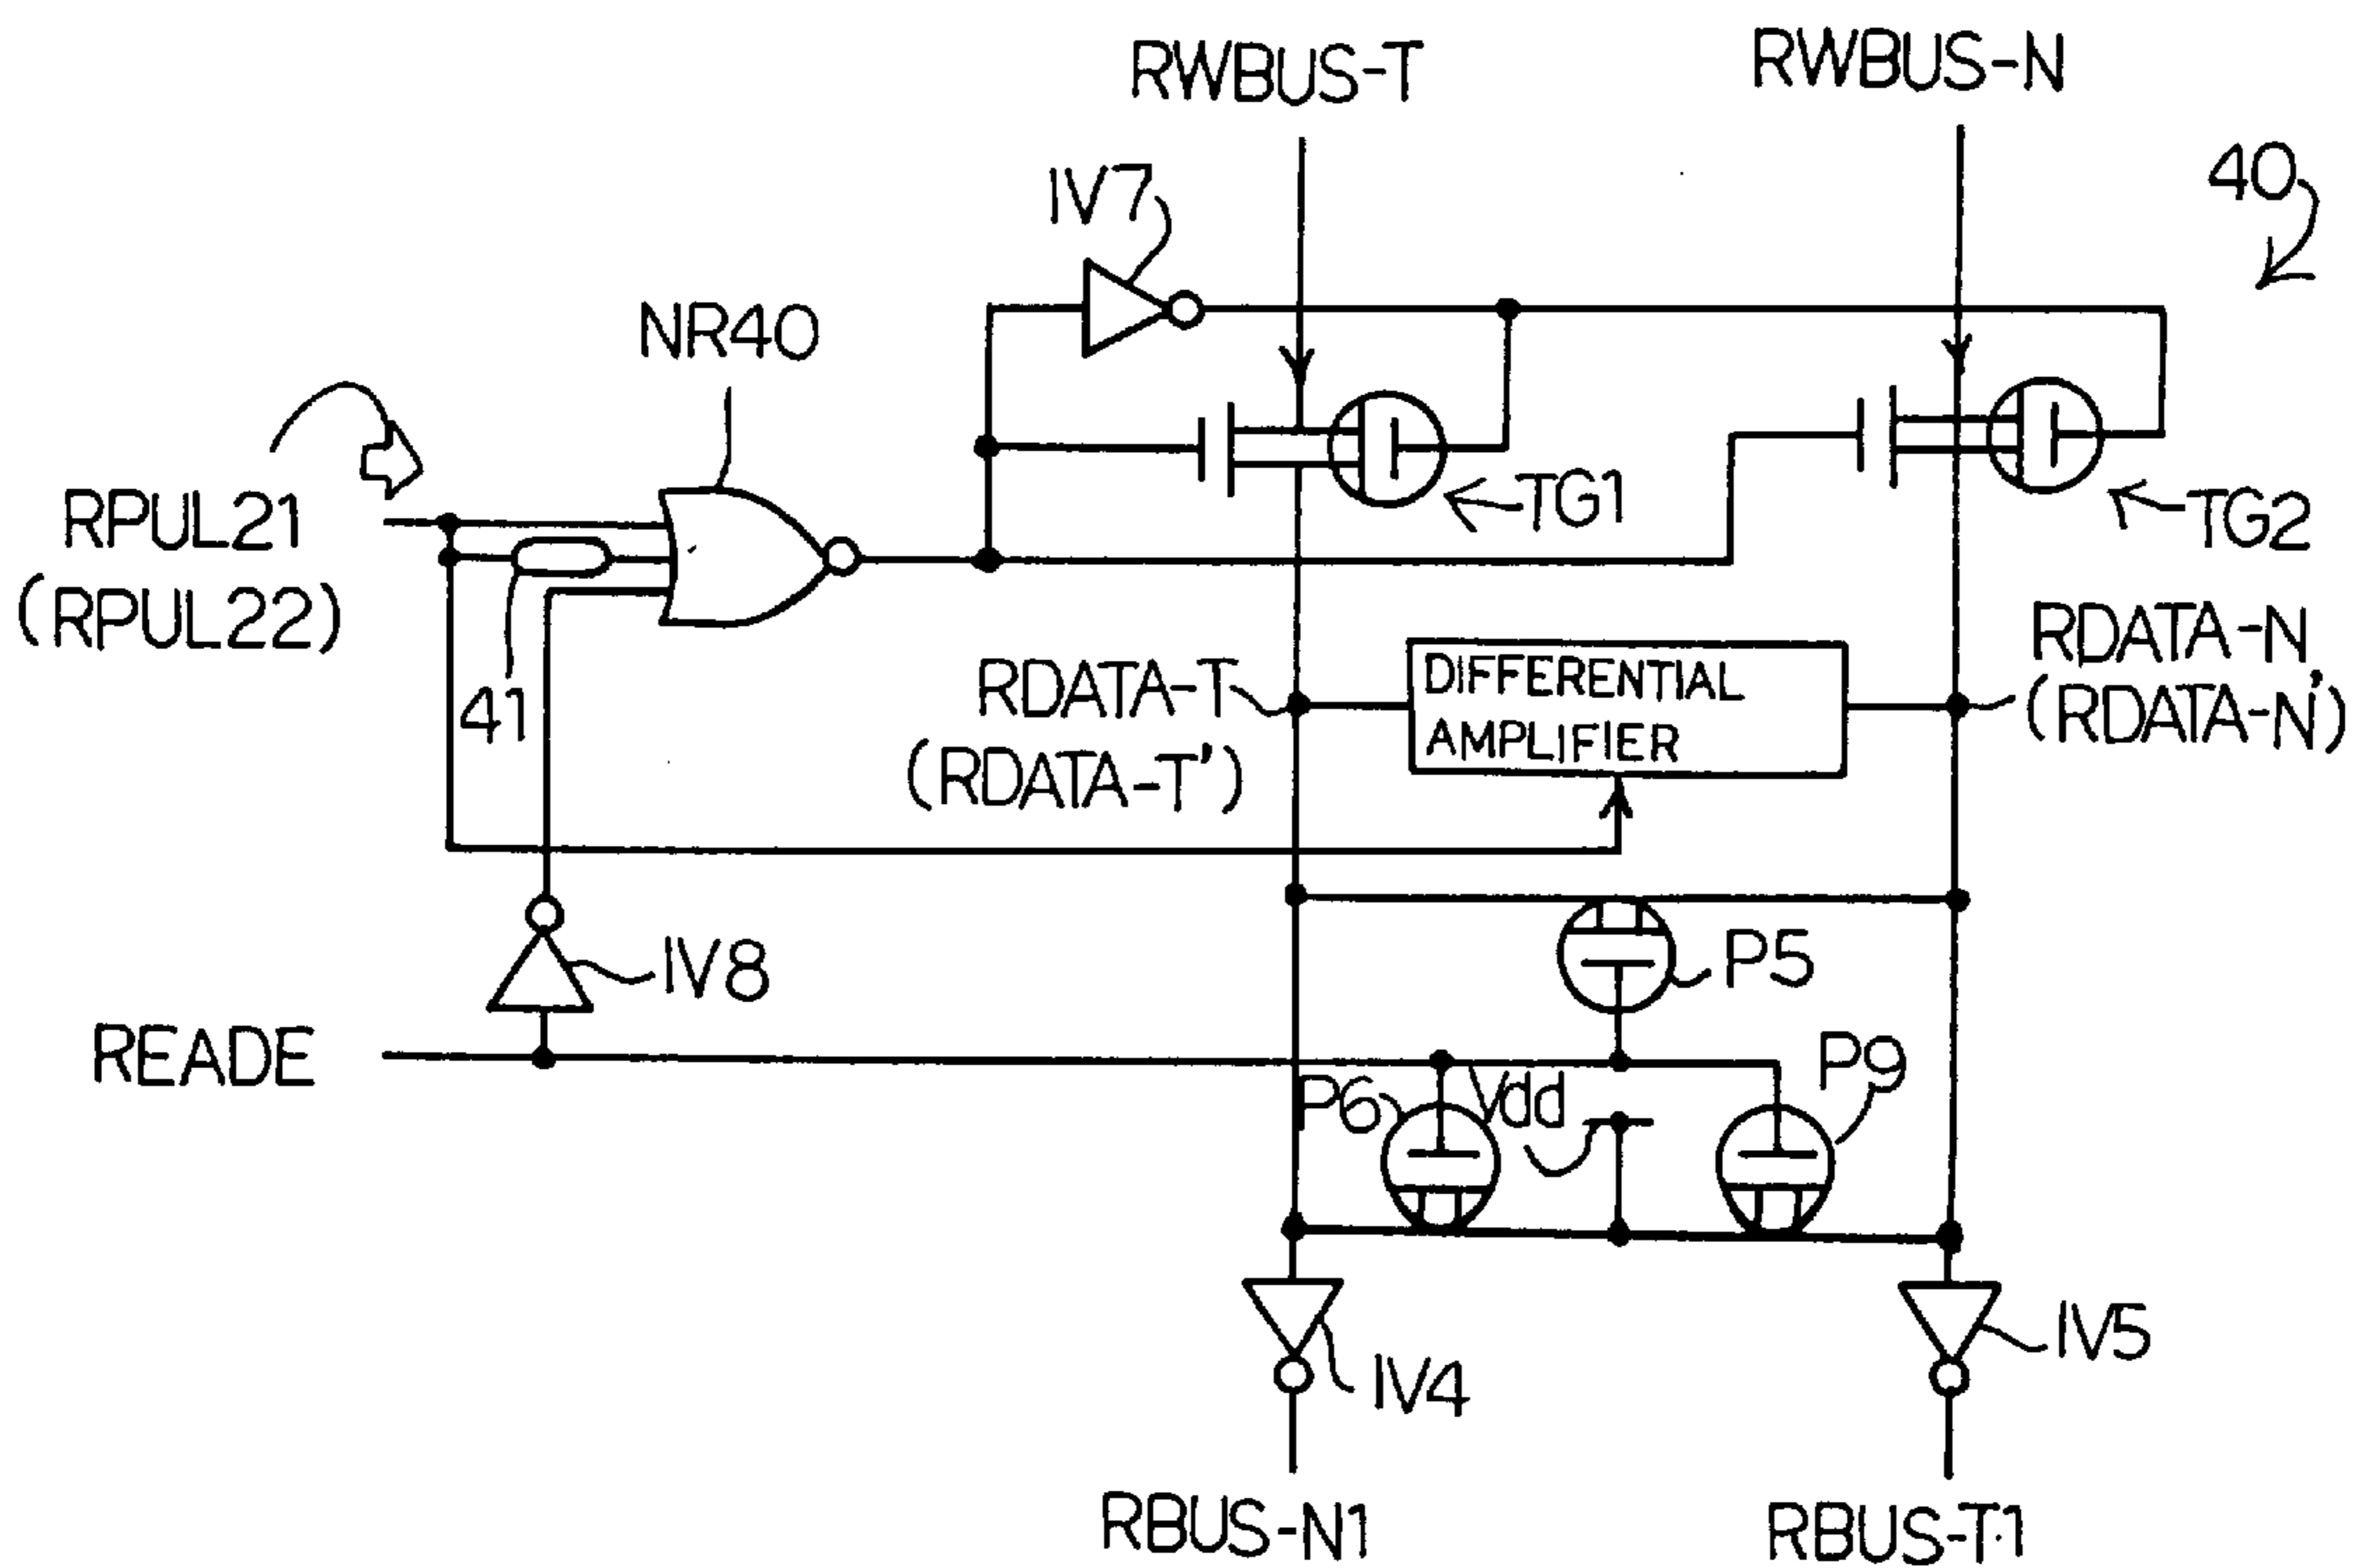 RWBUS-T
RWBUS-N
40
IV7
NR40
TG1
RPUL21
(RPUL22)
TG2
41
RDATA-T
(RDATA-T')
DIFFERENTIAL
AMPLIFIER
RDATA-N
(RDATA-N')
IV8
P5
READE
P6
Vdd
P9
IV4
IV5
RBUS-N1
RBUS-T1